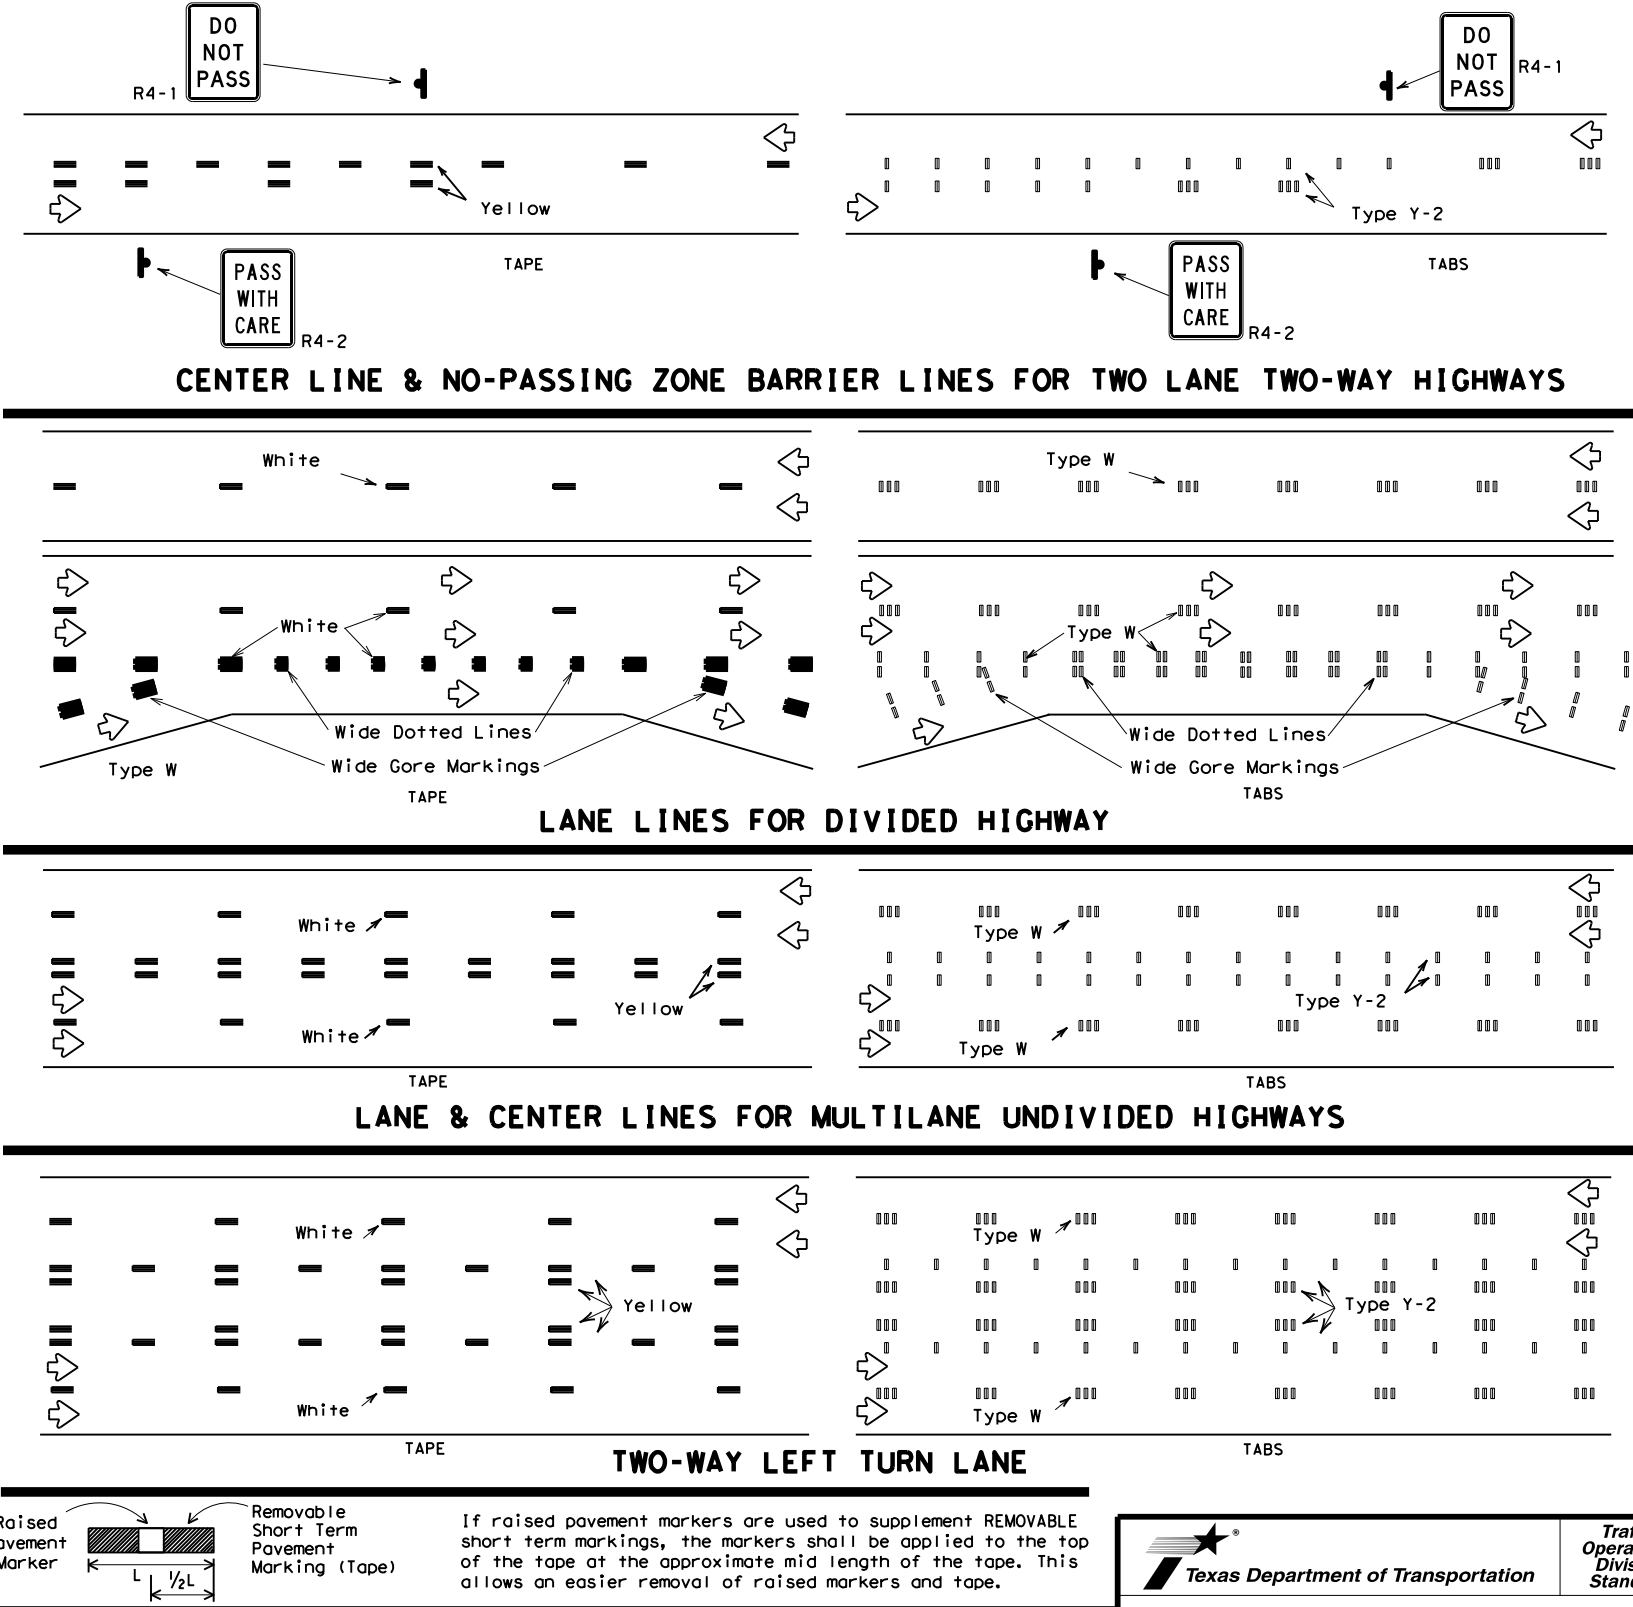 DO
NOT
PASS
R4-1
DO
NOT
PASS
R4-1
Yellow
Type Y-2
TAPE
TABS
PASS
WITH
CARE
R4-2
PASS
WITH
CARE
R4-2
CENTER LINE & NO-PASSING ZONE BARRIER LINES FOR TWO LANE TWO-WAY HIGHWAYS
White
Type W
White
Type W
Wide Dotted Lines
Wide Dotted Lines
Type W
Wide Gore Markings
Wide Gore Markings
TAPE
TABS
LANE LINES FOR DIVIDED HIGHWAY
White
Type W
Yellow
Type Y-2
White
Type W
TAPE
TABS
LANE & CENTER LINES FOR MULTILANE UNDIVIDED HIGHWAYS
White
Type W
Yellow
Type Y-2
White
Type W
TAPE
TABS
TWO-WAY LEFT TURN LANE
Raised
Pavement
Marker
Removable
Short Term
Pavement
Marking (Tape)
L
½L
If raised pavement markers are used to supplement REMOVABLE
short term markings, the markers shall be applied to the top
of the tape at the approximate mid length of the tape. This
allows an easier removal of raised markers and tape.
®
Texas Department of Transportation